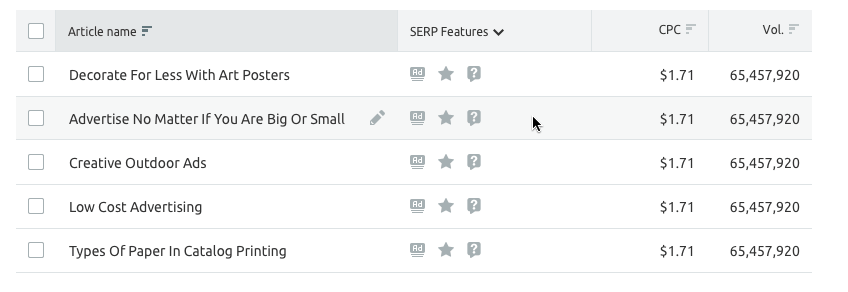 Article name SERP Features CPC Vol.
Decorate For Less With Art Posters Ad $1.71 65,457,920
Advertise No Matter If You Are Big Or Small Ad $1.71 65,457,920
Creative Outdoor Ads Ad $1.71 65,457,920
Low Cost Advertising Ad $1.71 65,457,920
Types Of Paper In Catalog Printing Ad $1.71 65,457,920